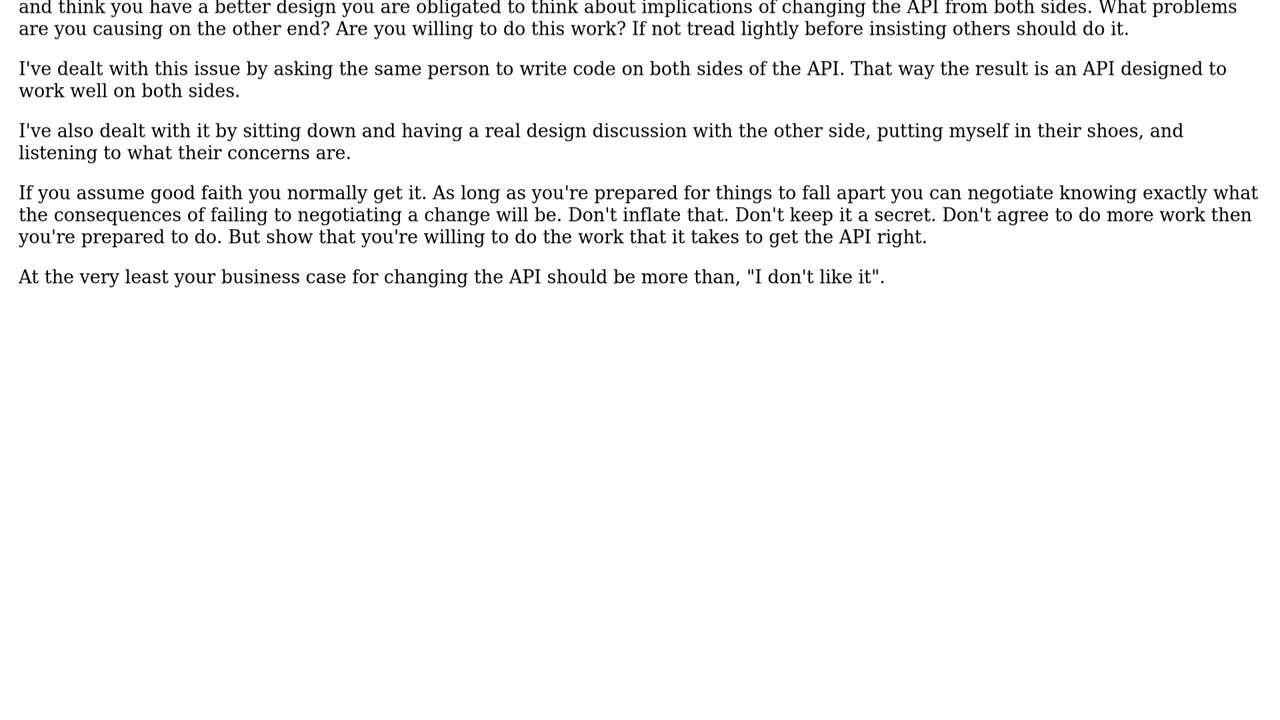 and think you have a better design you are obligated to think about implications of changing the API from both sides. What problems
are you causing on the other end? Are you willing to do this work? If not tread lightly before insisting others should do it.
I've dealt with this issue by asking the same person to write code on both sides of the API. That way the result is an API designed to
work well on both sides.
I've also dealt with it by sitting down and having a real design discussion with the other side, putting myself in their shoes, and
listening to what their concerns are.
If you assume good faith you normally get it. As long as you're prepared for things to fall apart you can negotiate knowing exactly what
the consequences of failing to negotiating a change will be. Don't inflate that. Don't keep it a secret. Don't agree to do more work then
you're prepared to do. But show that you're willing to do the work that it takes to get the API right.
At the very least your business case for changing the API should be more than, "I don't like it".